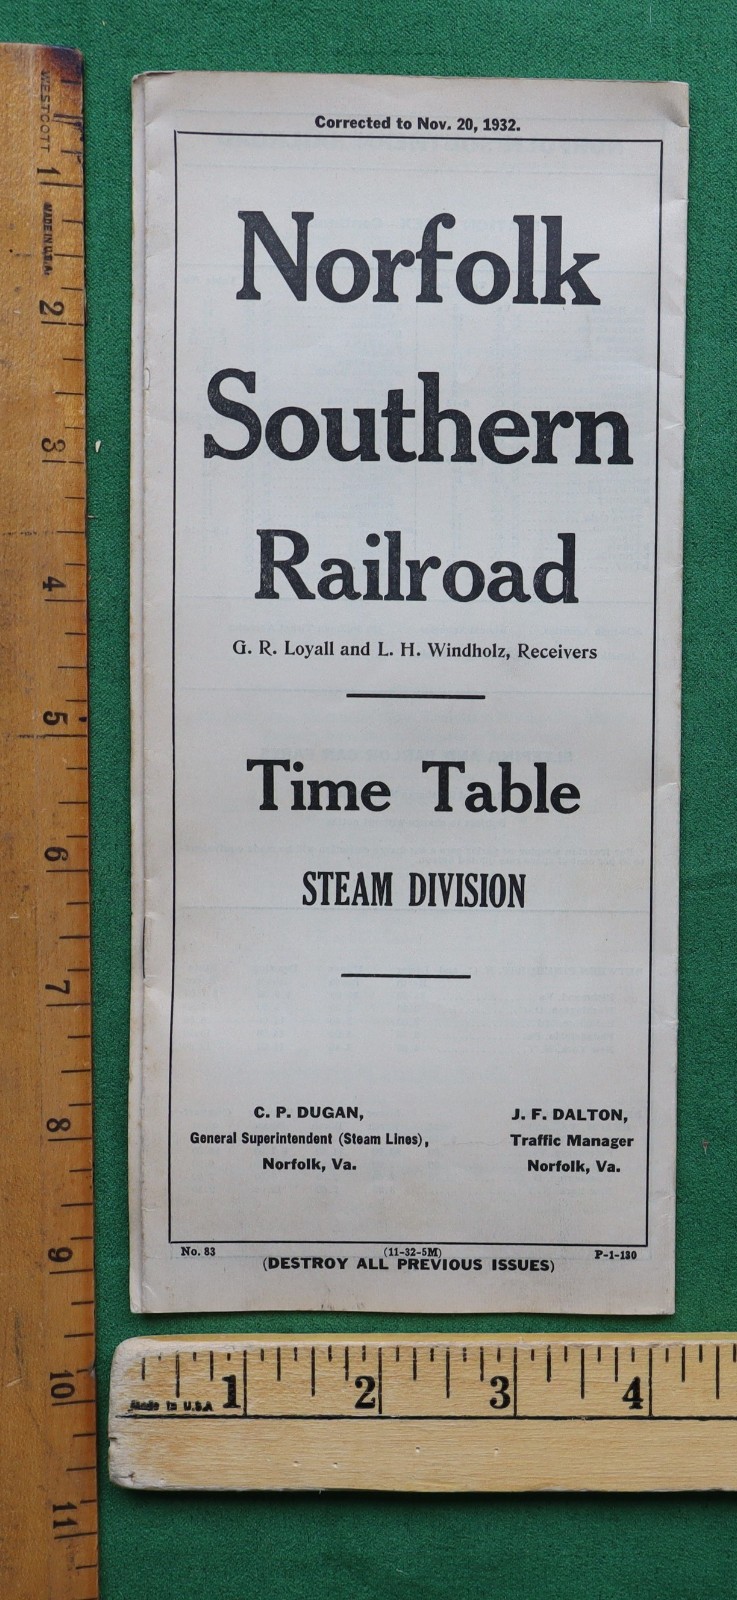 Corrected to Nov. 20, 1932.
Norfolk
Southern
Railroad
G. R. Loyall and L. H. Windholz, Receivers
Time Table
STEAM DIVISION
C. P. DUGAN,
General Superintendent (Steam Lines),
Norfolk, Va.
J. F. DALTON,
Traffic Manager
Norfolk, Va.
No. 83
(11-32-5M)
P-1-130
(DESTROY ALL PREVIOUS ISSUES)
WESTCOTT
MADE IN U.S.A.
1
2
3
4
5
6
7
8
9
10
11
Made in U.S.A
1
2
3
4